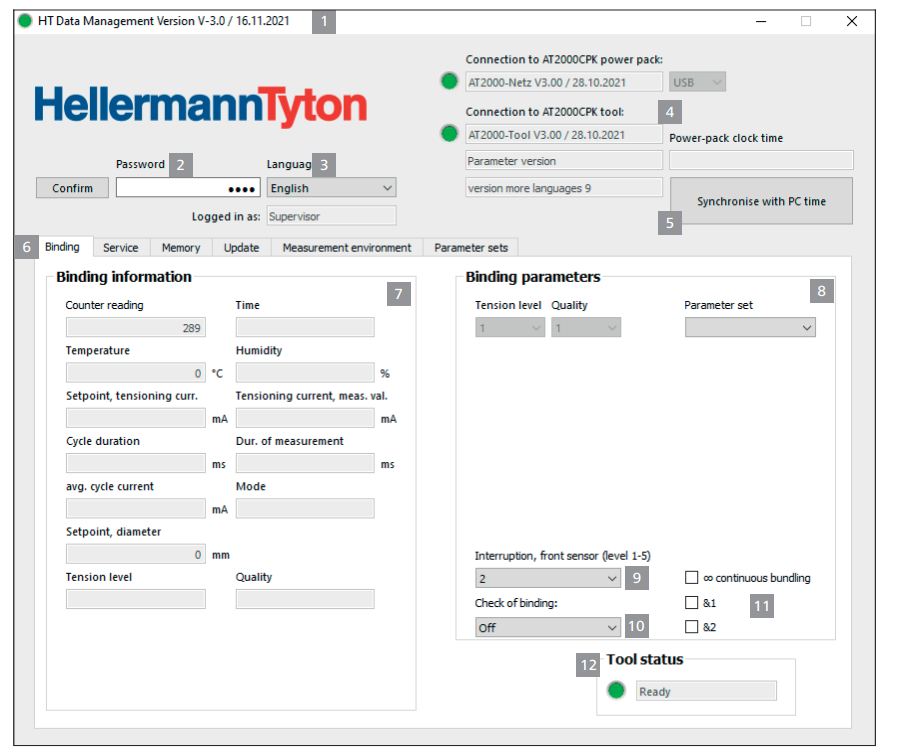 HT Data Management Version V-3.0 / 16.11.2021
1
Connection to AT2000CPK power pack:
AT2000-Netz V3.00 / 28.10.2021
USB
HellermannTyton
Connection to AT2000CPK tool:
4
AT2000-Tool V3.00 / 28.10.2021
Power-pack clock time
Password
2
Languag
3
Parameter version
Confirm
●●●●
English
version more languages 9
Synchronise with PC time
Logged in as:
Supervisor
5
6
Binding
Service
Memory
Update
Measurement environment
Parameter sets
Binding information
7
Counter reading
Time
289
Temperature
Humidity
0 °C
%
Setpoint, tensioning curr.
Tensioning current, meas. val.
mA
mA
Cycle duration
Dur. of measurement
ms
ms
avg. cycle current
Mode
mA
Setpoint, diameter
0 mm
Tension level
Quality
Binding parameters
8
Tension level
Quality
Parameter set
1
1
Interruption, front sensor (level 1-5)
2
9
∞ continuous bundling
Check of binding:
&1
11
Off
10
&2
12
Tool status
Ready